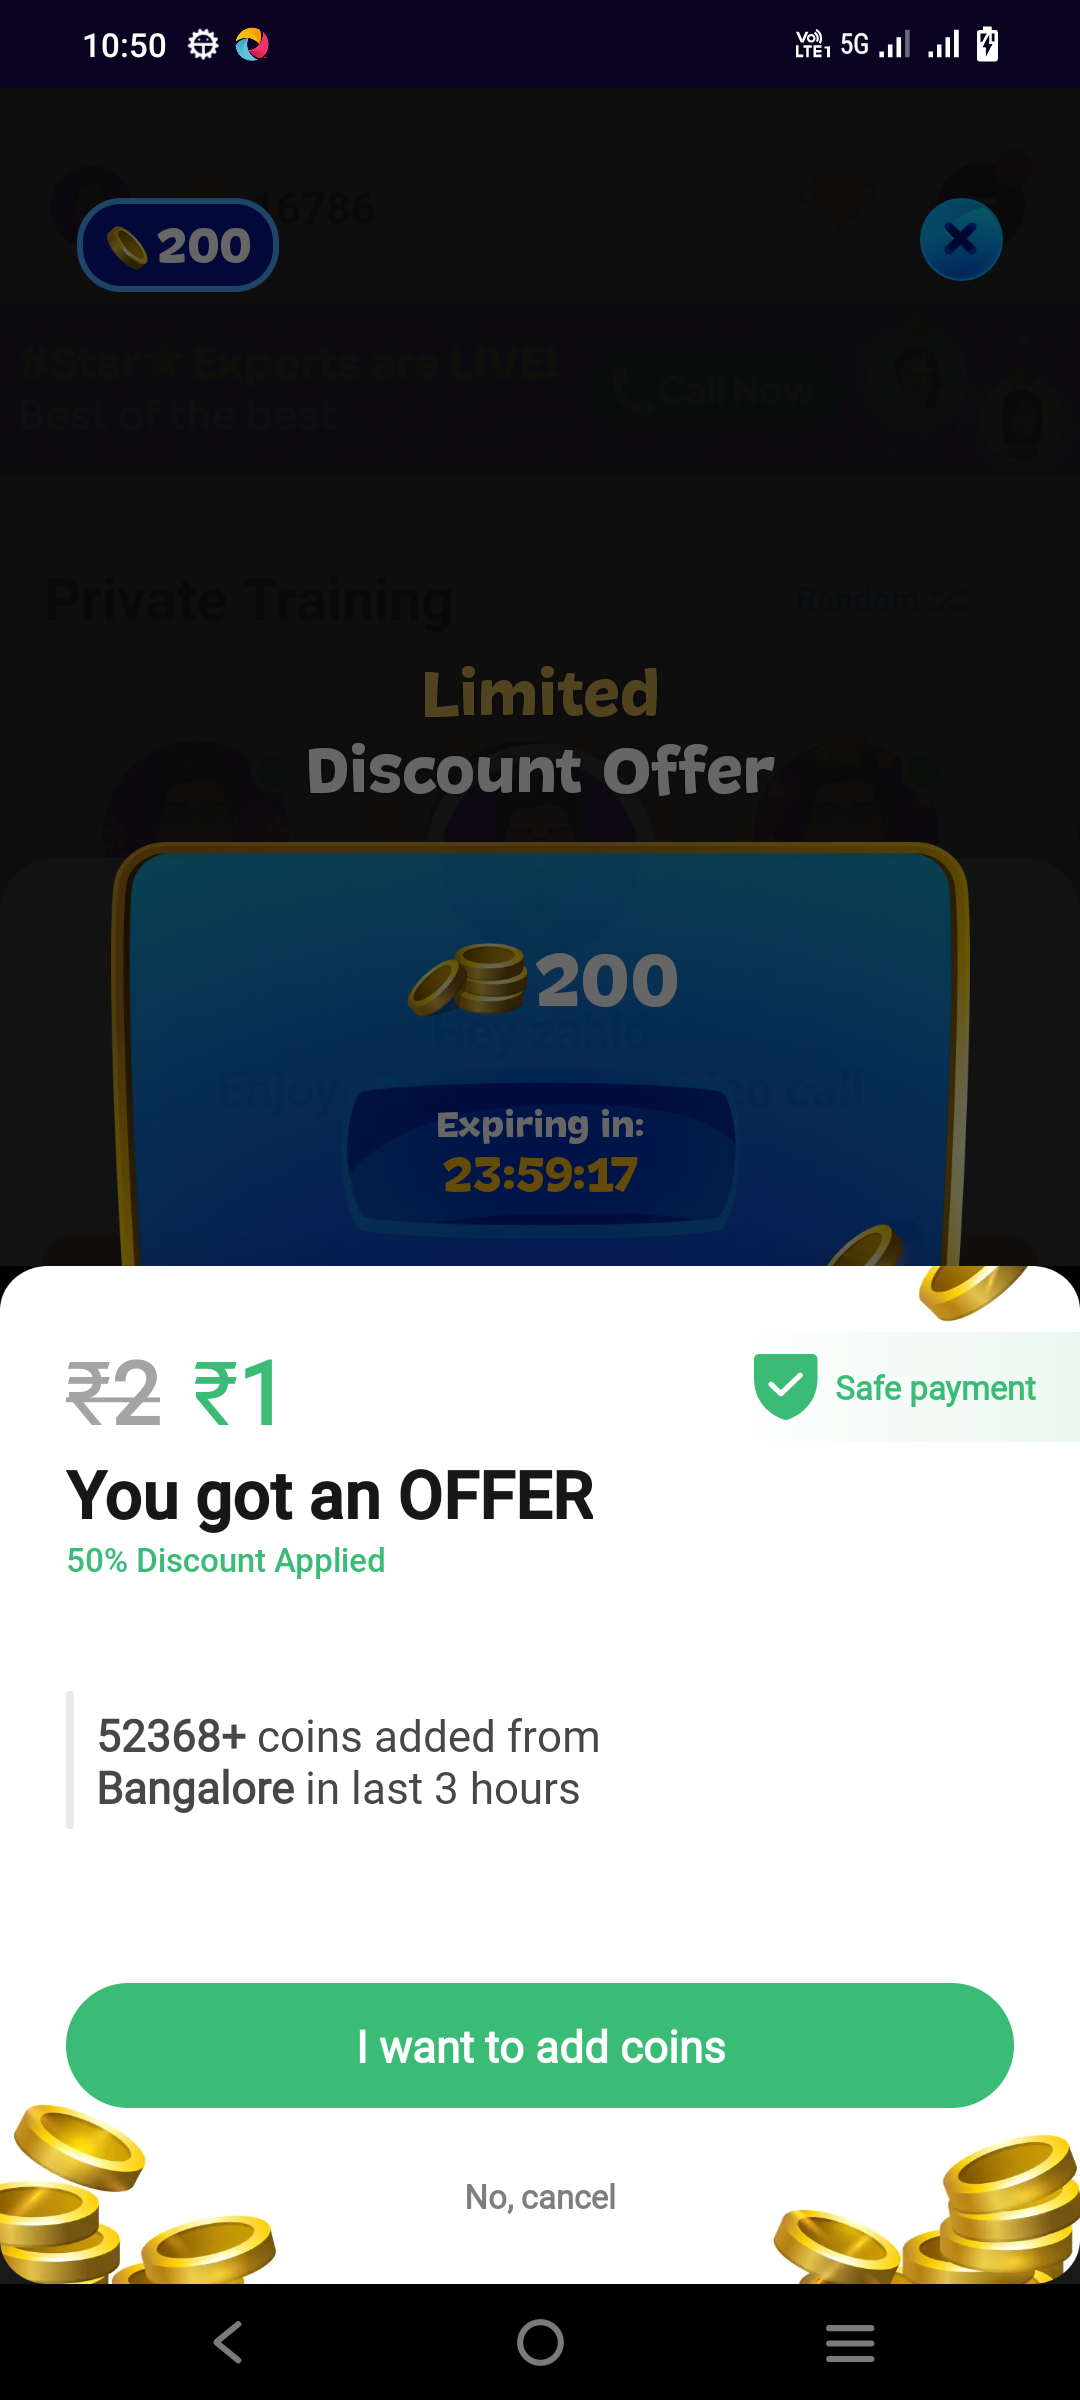 10:50
Vo)) LTE1 5G
16786
200
#Star★ Experts are LIVE!
Best of the best
Call Now
Private Training
Random
Limited
Discount Offer
200
Hey zahid
Enjoy call
Expiring in:
23:59:17
₹2 ₹1
Safe payment
You got an OFFER
50% Discount Applied
52368+ coins added from
Bangalore in last 3 hours
I want to add coins
No, cancel